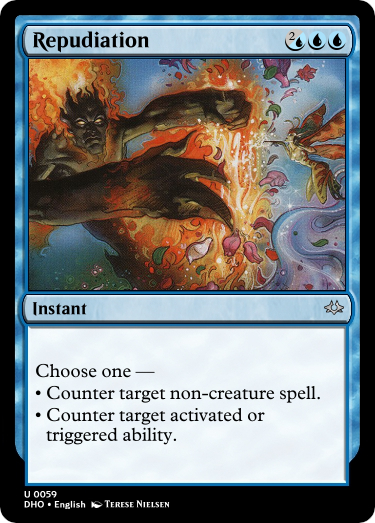 Repudiation 2
Instant
Choose one —
• Counter target non-creature spell.
• Counter target activated or
triggered ability.
U 0059
DHO • English Terese Nielsen